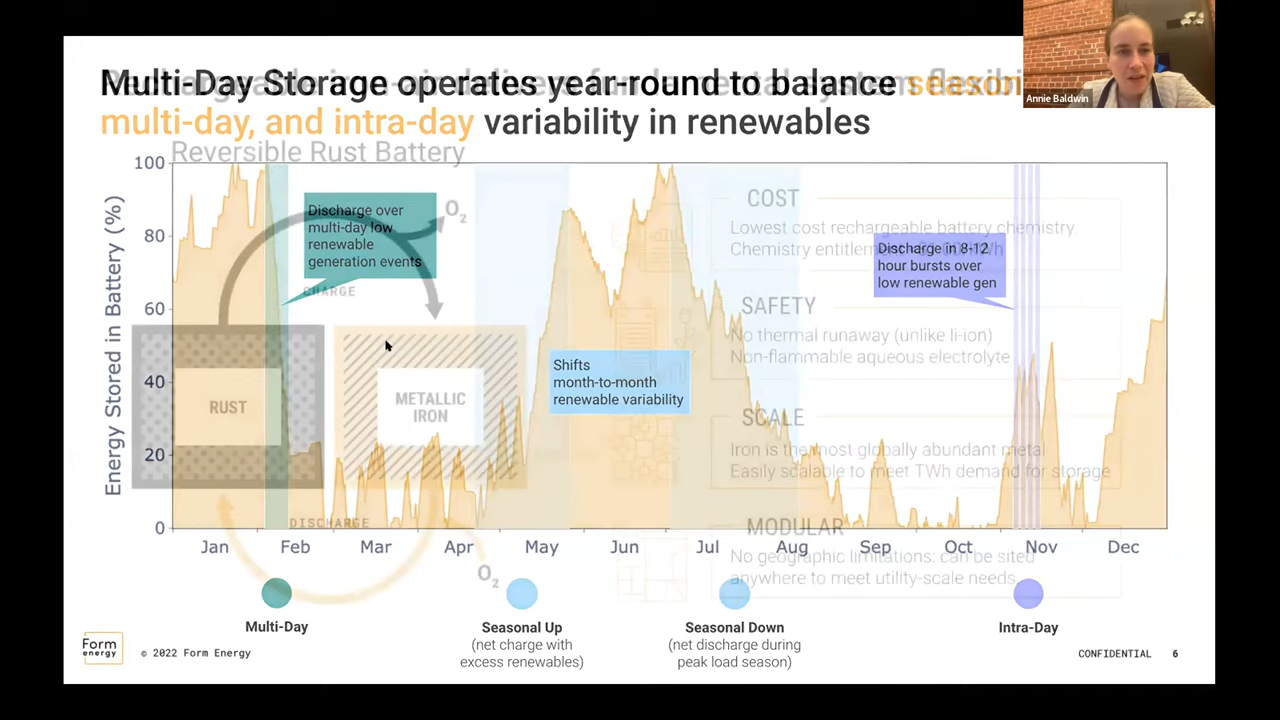 Annie Baldwin
Multi-Day Storage operates year-round to balance
multi-day, and intra-day variability in renewables
Reversible Rust Battery
Energy Stored in Battery (%)
100
80
60
40
20
0
Discharge over
multi-day low
renewable
generation events
O2
CHARGE
RUST
METALLIC
IRON
DISCHARGE
O2
Shifts
month-to-month
renewable variability
Discharge in 8-12
hour bursts over
low renewable gen
COST
Lowest cost rechargeable battery chemistry
Chemistry
SAFETY
No thermal runaway (unlike li-ion)
Non-flammable aqueous electrolyte
SCALE
Iron is the most globally abundant metal
Easily scalable to meet TWh demand for storage
MODULAR
No geographic limitations: can be sited
anywhere to meet utility-scale needs
Jan Feb Mar Apr May Jun Jul Aug Sep Oct Nov Dec
Multi-Day
Seasonal Up
(net charge with
excess renewables)
Seasonal Down
(net discharge during
peak load season)
Intra-Day
Form
energy
© 2022 Form Energy
CONFIDENTIAL 6